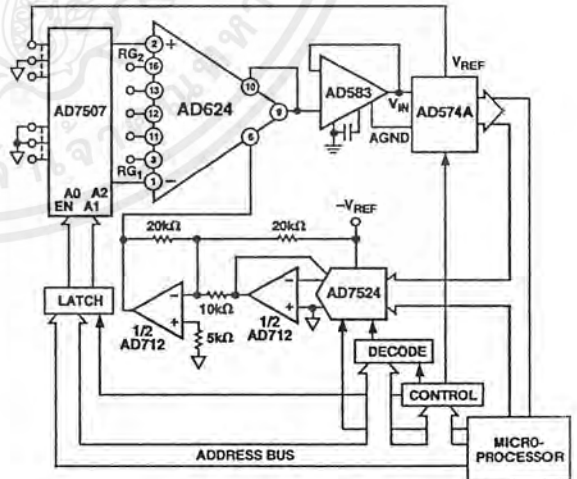 VREF
AD7507
RG2
RG1
2
+
16
13
12
11
3
1
−
AD624
10
9
6
AD583
VIN
AGND
AD574A
A0 A2
EN A1
20kΩ
20kΩ
−VREF
−
+
10kΩ
5kΩ
1/2
AD712
−
+
1/2
AD712
AD7524
LATCH
DECODE
CONTROL
ADDRESS BUS
MICRO-
PROCESSOR